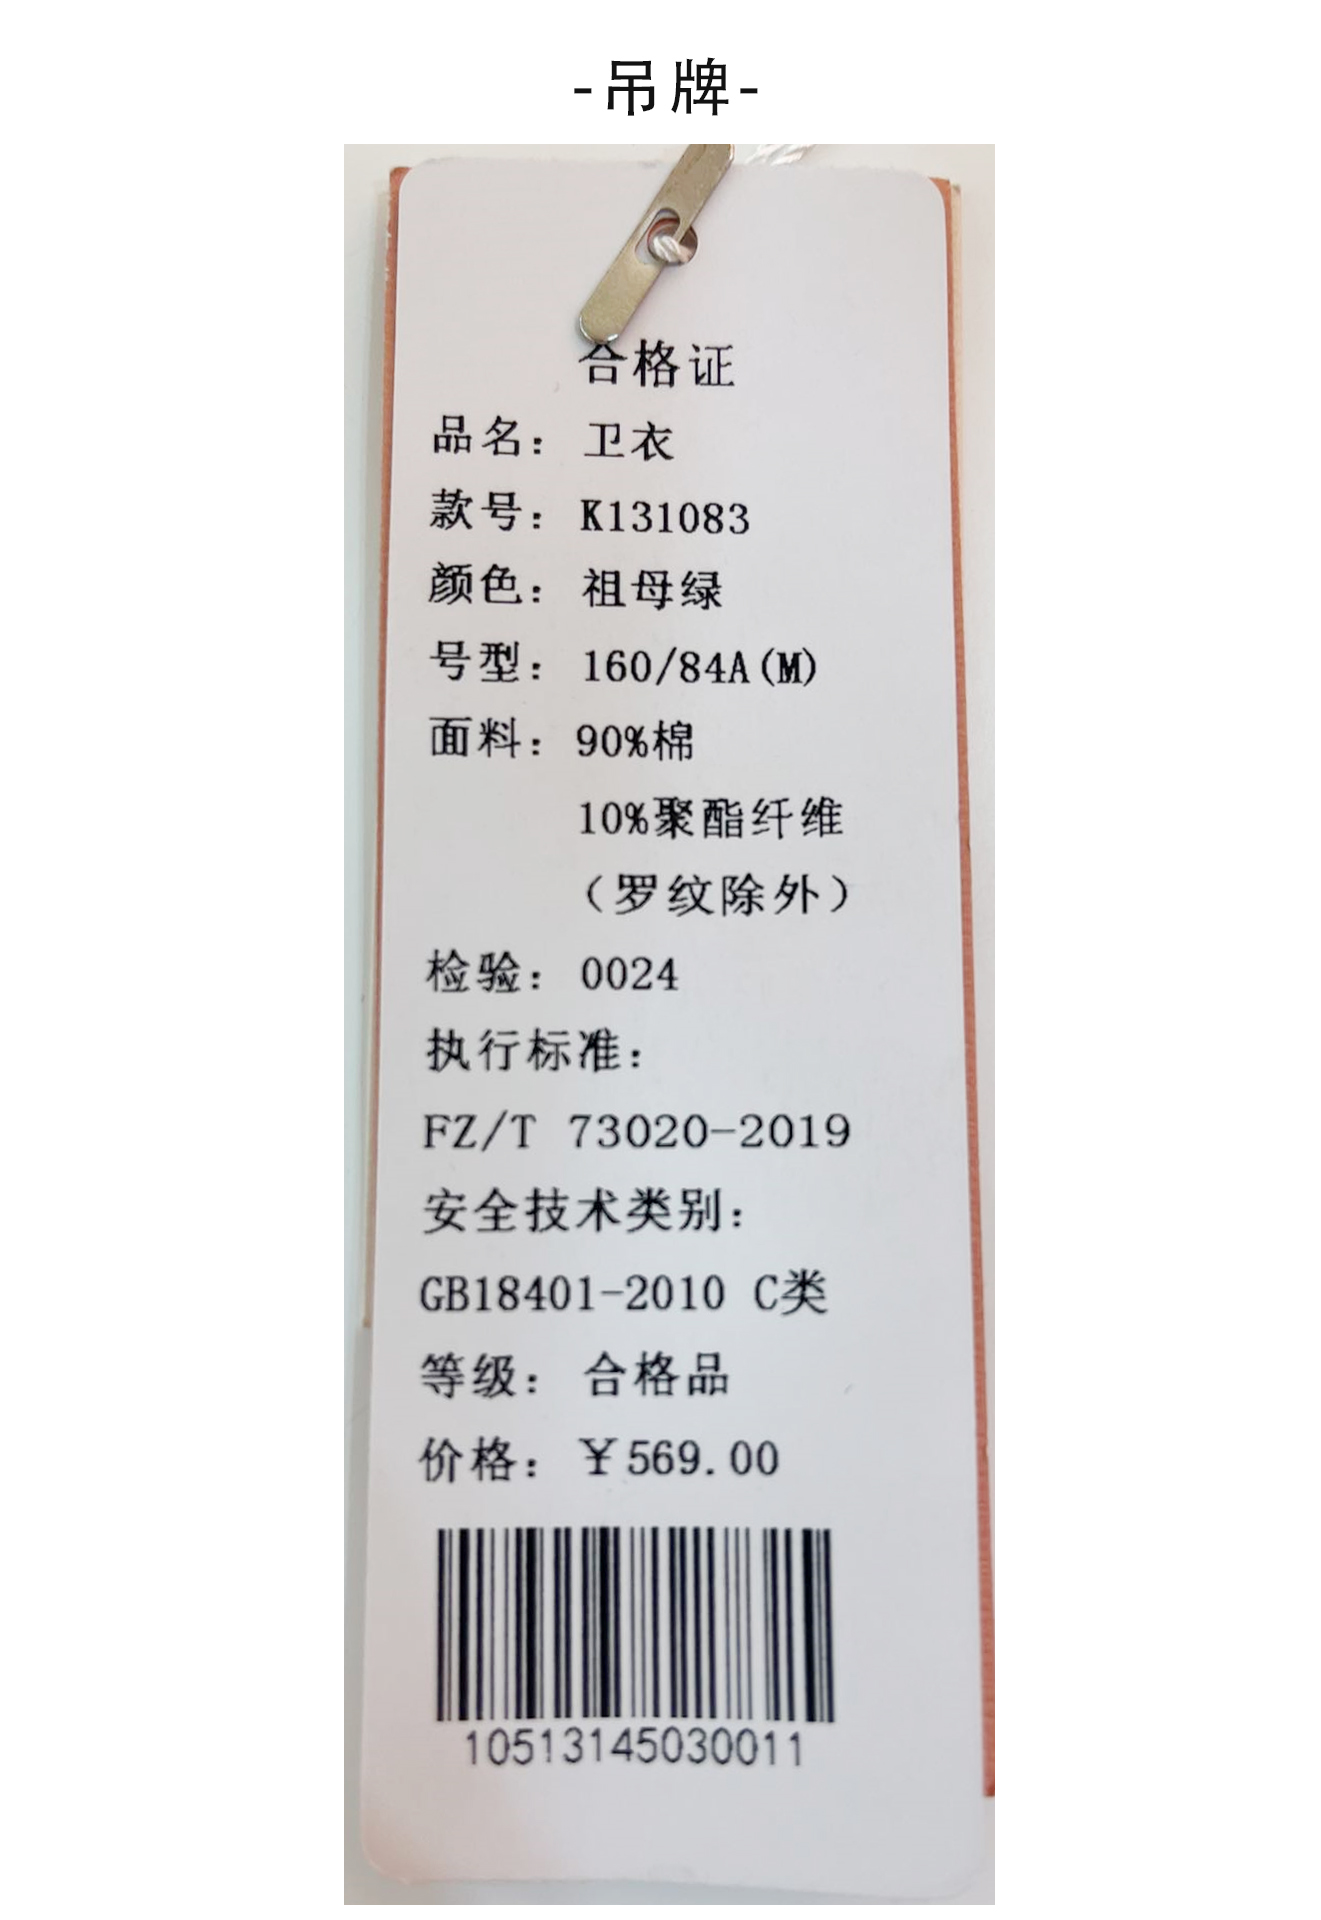 -吊牌-
合格证
品名：卫衣
款号：K131083
颜色：祖母绿
号型：160/84A(M)
面料：90%棉
10%聚酯纤维
（罗纹除外）
检验：0024
执行标准：
FZ/T 73020-2019
安全技术类别：
GB18401-2010 C类
等级：合格品
价格：￥569.00
10513145030011